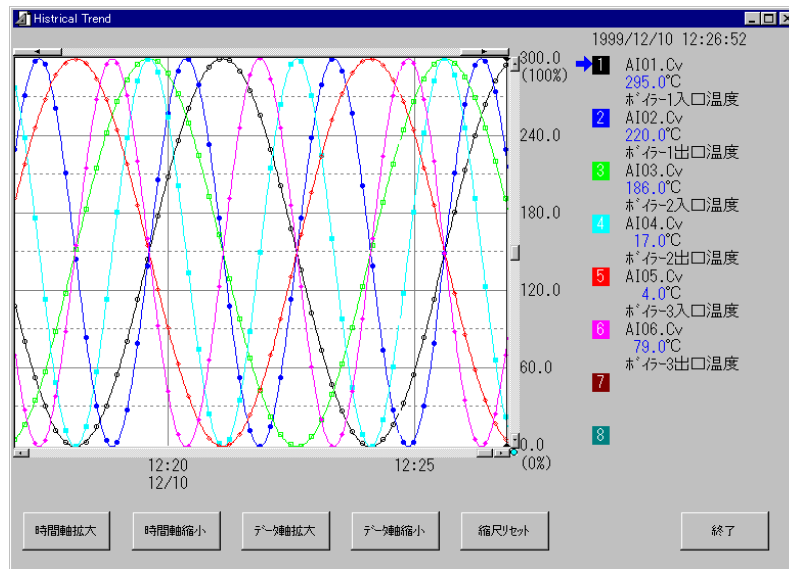 Histrical Trend
1999/12/10 12:26:52
300.0
(100%)
240.0
180.0
120.0
60.0
0.0
(0%)
12:20
12/10
12:25
1 AI01.Cv
295.0℃
ﾎﾞｲﾗｰ1入口温度
2 AI02.Cv
220.0℃
ﾎﾞｲﾗｰ1出口温度
3 AI03.Cv
186.0℃
ﾎﾞｲﾗｰ2入口温度
4 AI04.Cv
17.0℃
ﾎﾞｲﾗｰ2出口温度
5 AI05.Cv
4.0℃
ﾎﾞｲﾗｰ3入口温度
6 AI06.Cv
79.0℃
ﾎﾞｲﾗｰ3出口温度
7
8
時間軸拡大
時間軸縮小
ﾃﾞｰﾀ軸拡大
ﾃﾞｰﾀ軸縮小
縮尺ﾘｾｯﾄ
終了